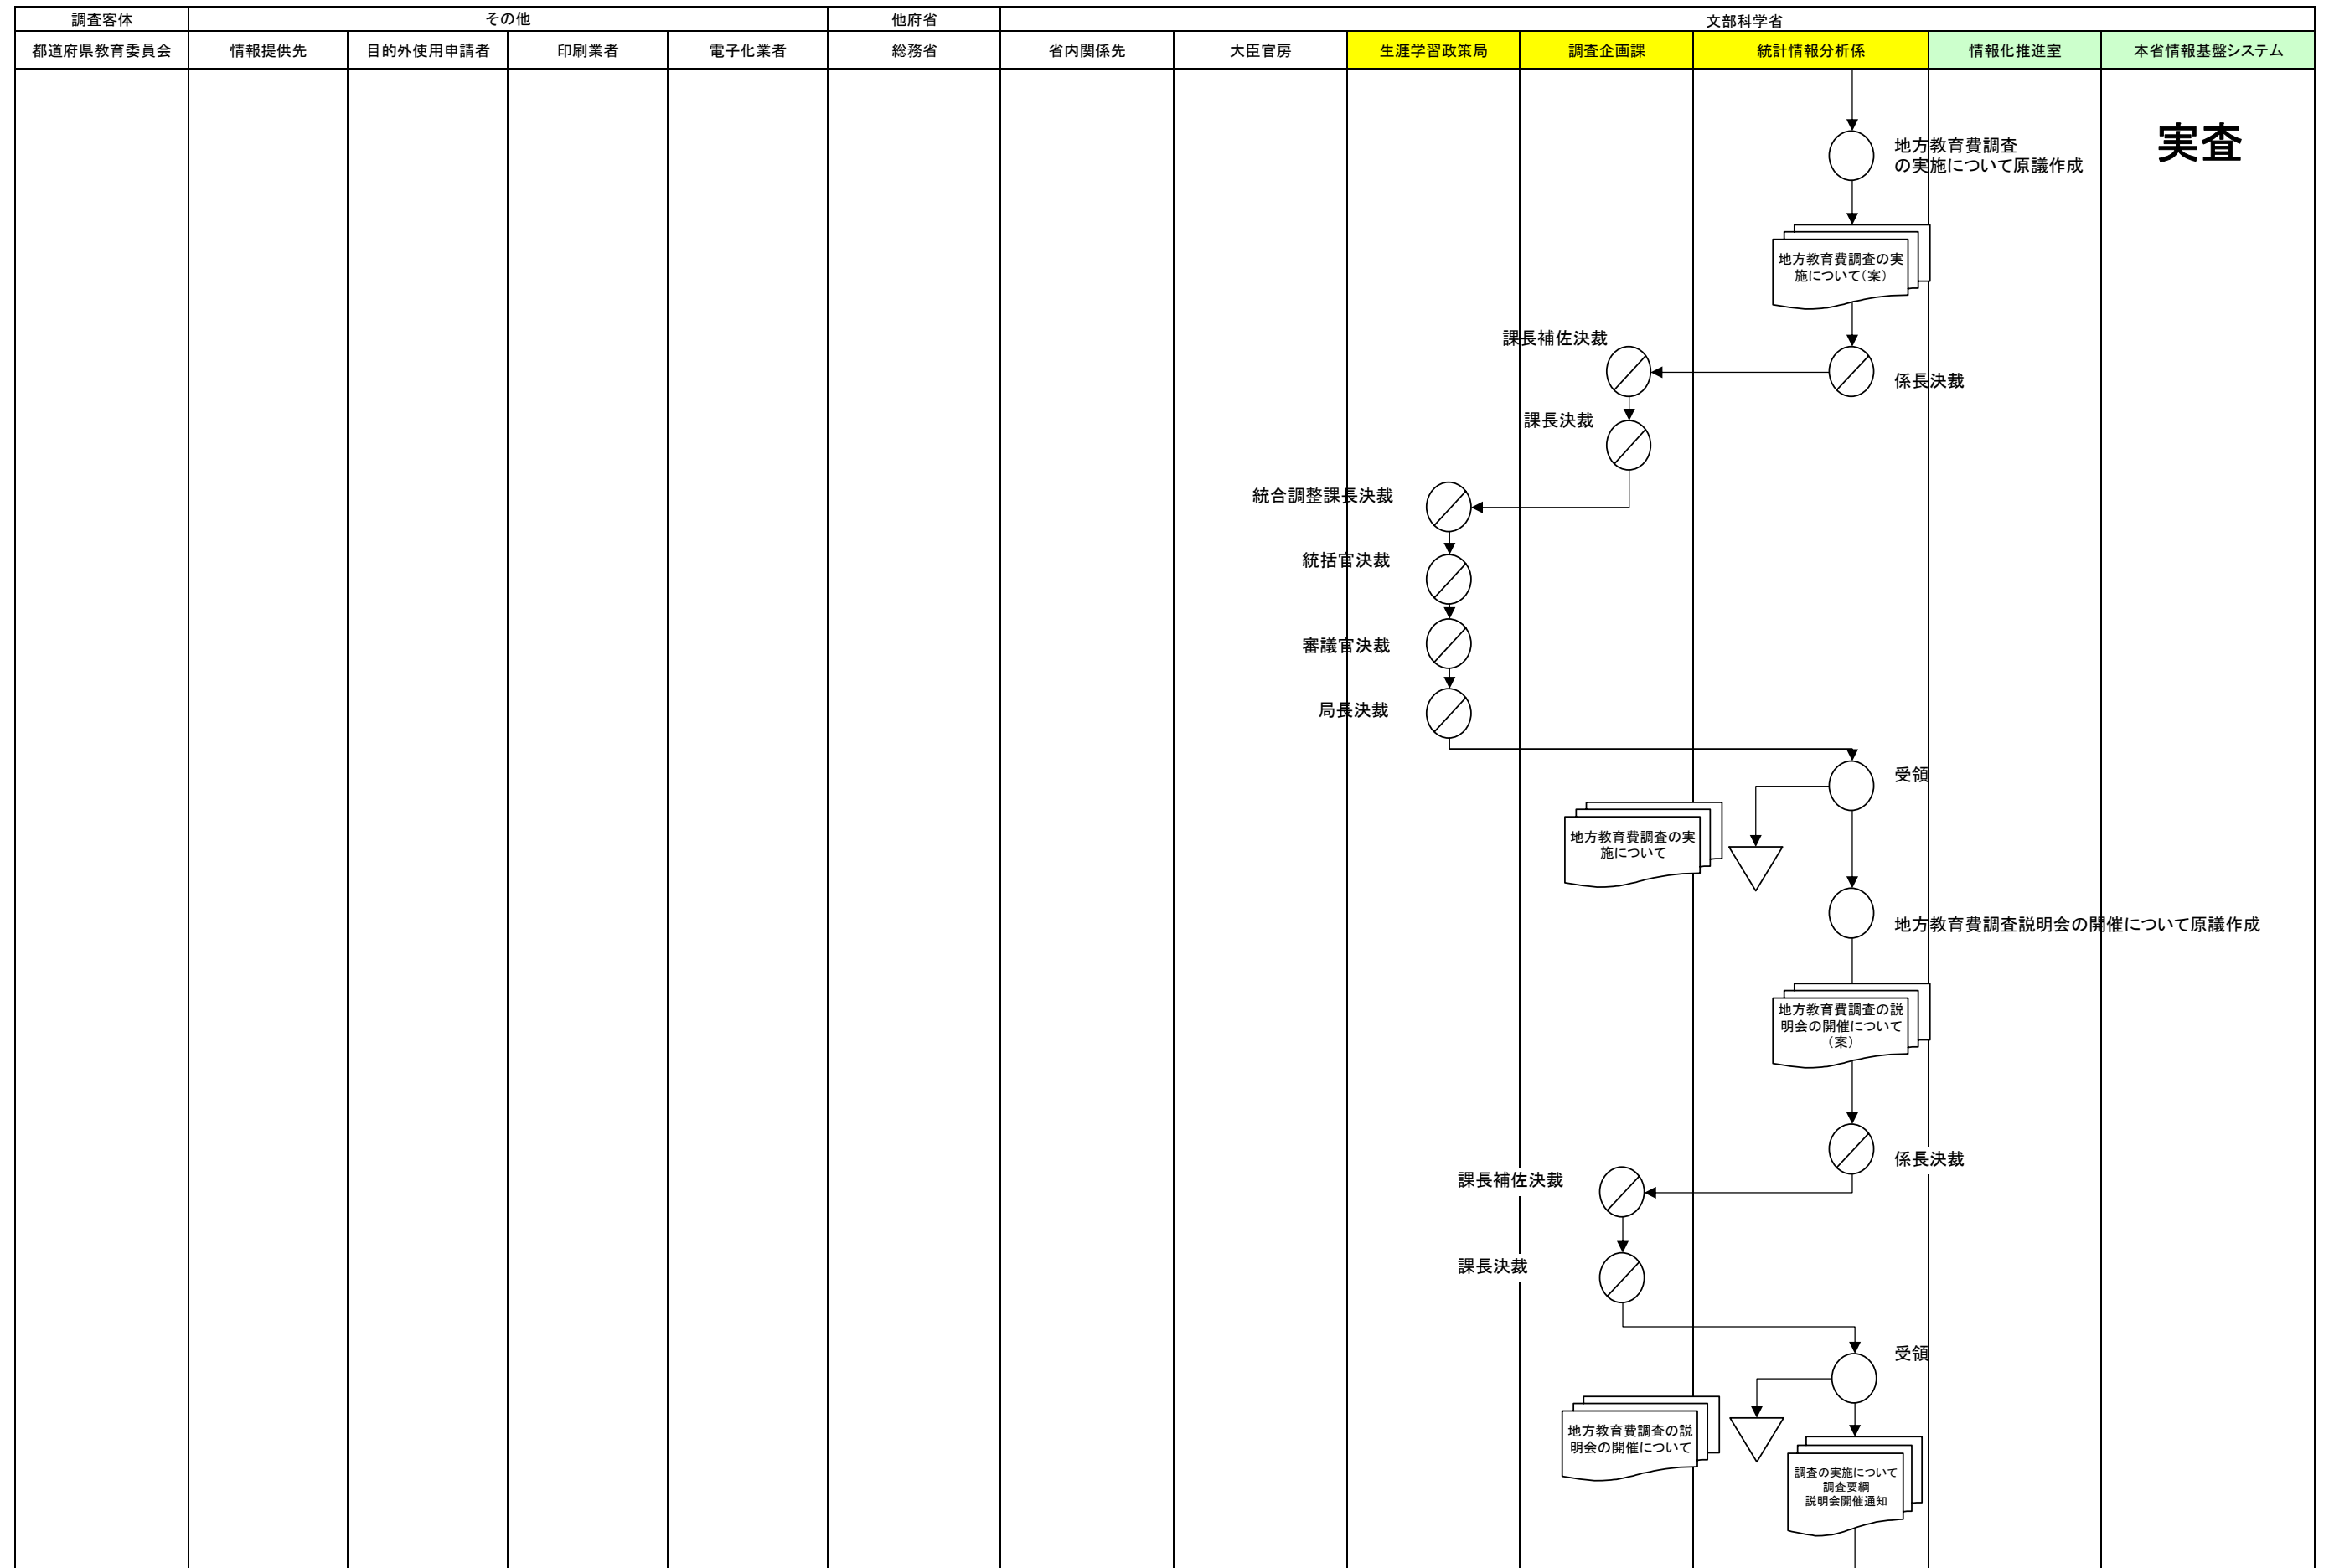 調査客体
その他
他府省
文部科学省
都道府県教育委員会
情報提供先
目的外使用申請者
印刷業者
電子化業者
総務省
省内関係先
大臣官房
生涯学習政策局
調査企画課
統計情報分析係
情報化推進室
本省情報基盤システム
実査
地方教育費調査
の実施について原議作成
地方教育費調査の実
施について(案)
課長補佐決裁
係長決裁
課長決裁
統合調整課長決裁
統括官決裁
審議官決裁
局長決裁
受領
地方教育費調査の実
施について
地方教育費調査説明会の開催について原議作成
地方教育費調査の説
明会の開催について
(案)
係長決裁
課長補佐決裁
課長決裁
受領
地方教育費調査の説
明会の開催について
調査の実施について
調査要綱
説明会開催通知